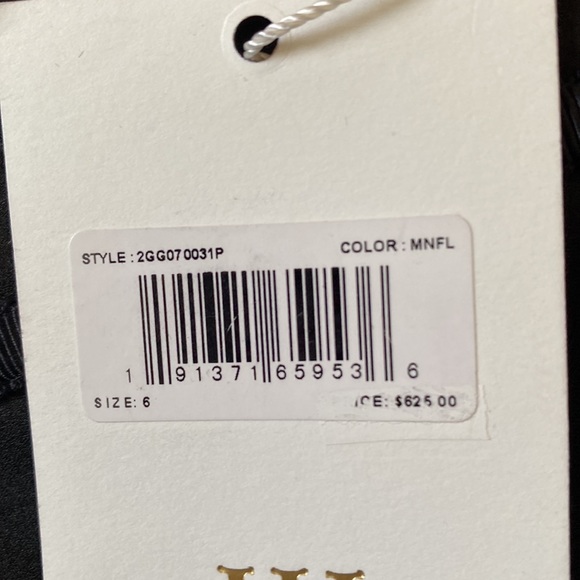 STYLE : 2GG070031P
COLOR : MNFL
1 91371 65953 6
SIZE: 6
ICE: $625.00